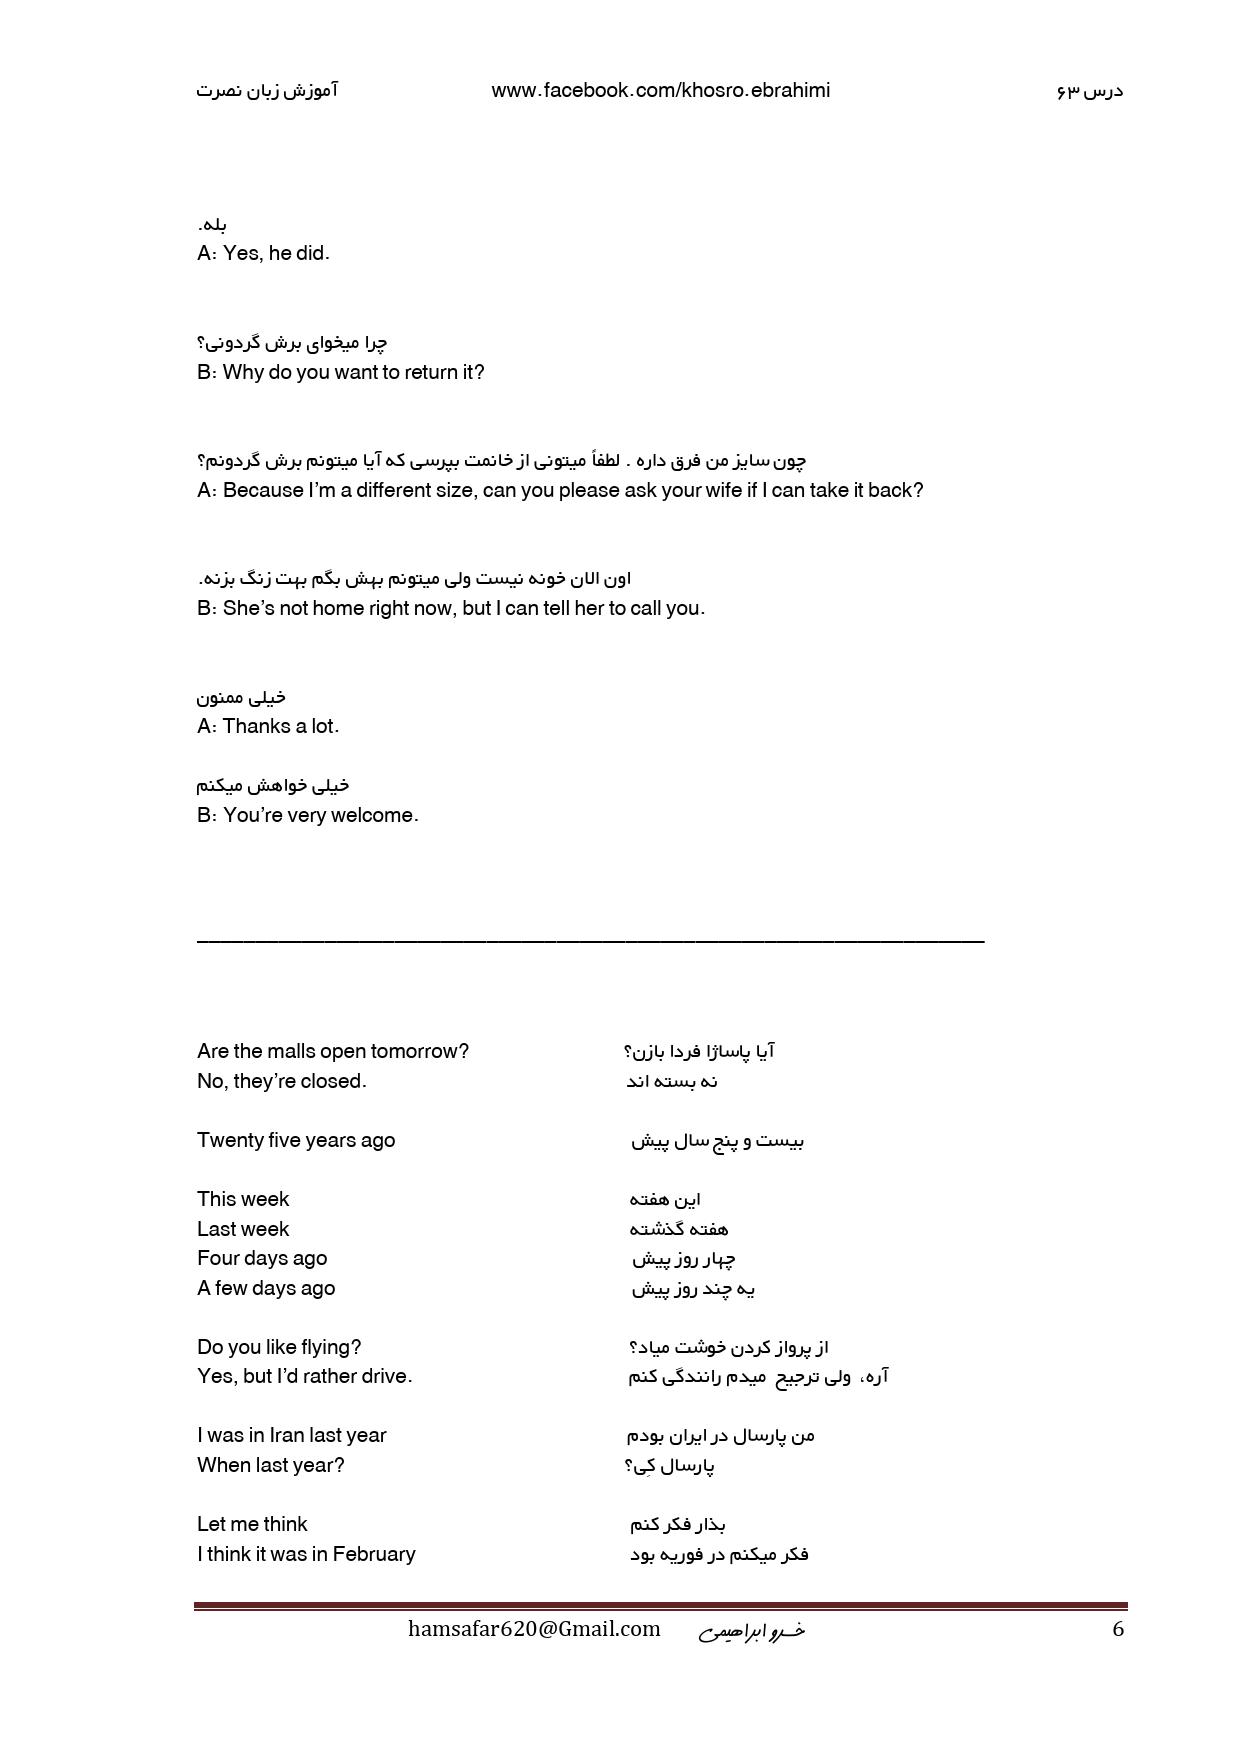 آموزش زبان نصرت www.facebook.com/khosro.ebrahimi درس ۶۳
بله.
A: Yes, he did.
چرا میخوای برش گردونی؟
B: Why do you want to return it?
چون سایز من فرق داره . لطفاً میتونی از خانمت بپرسی که آیا میتونم برش گردونم؟
A: Because I’m a different size, can you please ask your wife if I can take it back?
اون الان خونه نیست ولی میتونم بهش بگم بهت زنگ بزنه.
B: She’s not home right now, but I can tell her to call you.
خیلی ممنون
A: Thanks a lot.
خیلی خواهش میکنم
B: You’re very welcome.
Are the malls open tomorrow? آیا پاساژا فردا بازن؟
No, they’re closed. نه بسته اند
Twenty five years ago بیست و پنج سال پیش
This week این هفته
Last week هفته گذشته
Four days ago چهار روز پیش
A few days ago یه چند روز پیش
Do you like flying? از پرواز کردن خوشت میاد؟
Yes, but I’d rather drive. آره، ولی ترجیح میدم رانندگی کنم
I was in Iran last year من پارسال در ایران بودم
When last year? پارسال کِی؟
Let me think بذار فکر کنم
I think it was in February فکر میکنم در فوریه بود
hamsafar620@Gmail.com خسرو ابراهیمی 6